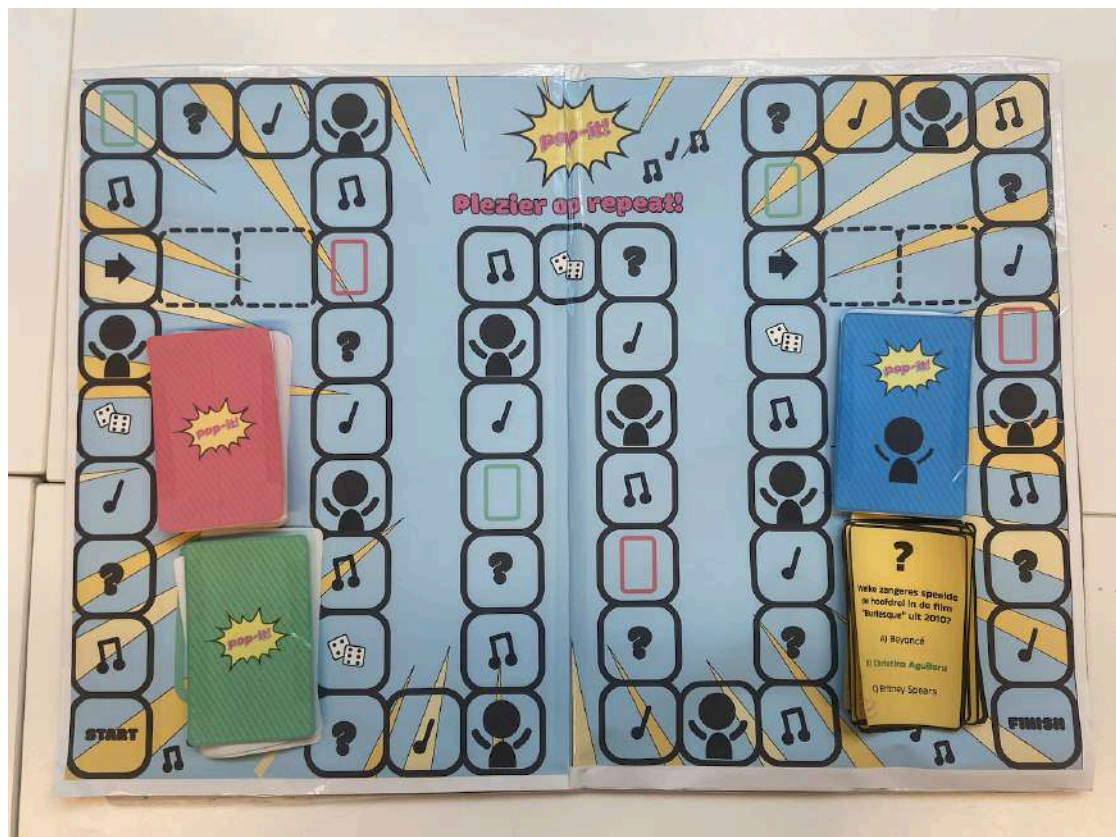 pop-it!
Plezier op repeat!
pop-it!
pop-it!
pop-it!
?
Welke zangeres speelde
de hoofdrol in de film
"Burlesque" uit 2010?
A) Beyoncé
B) Christina Aguilera
C) Britney Spears
START
FINISH